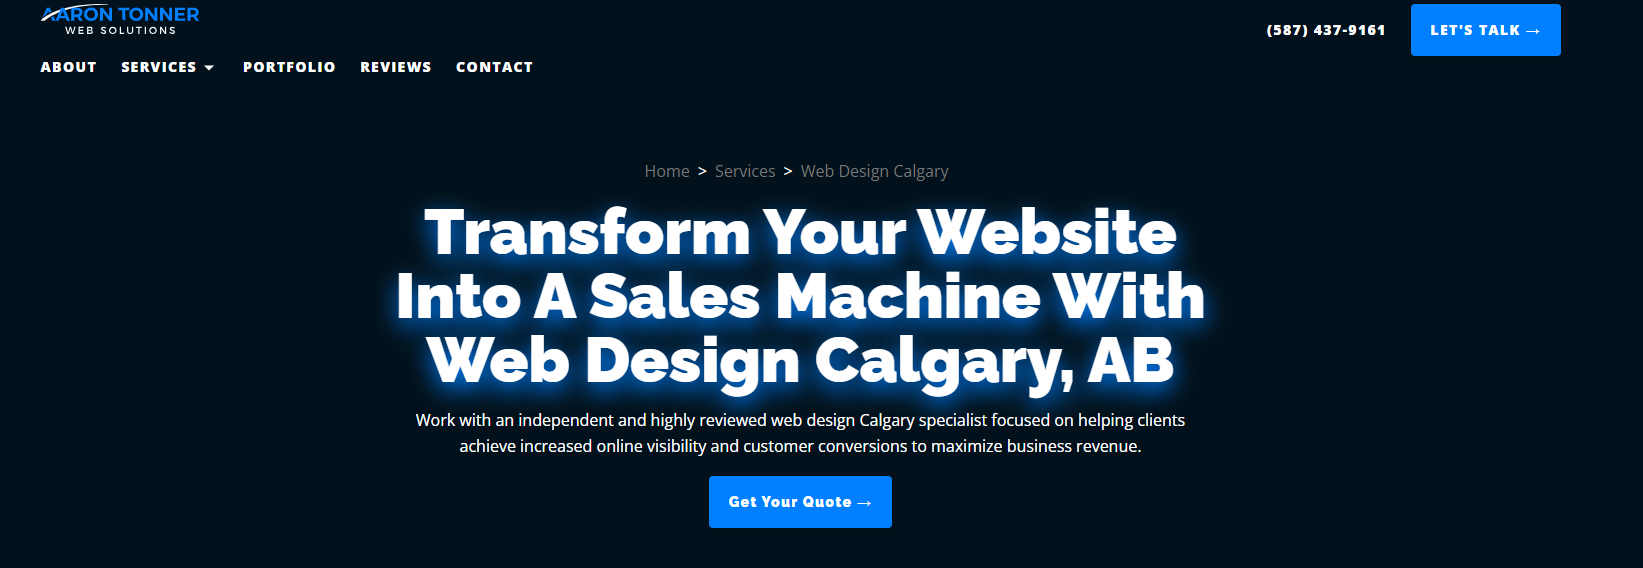 AARON TONNER
WEB SOLUTIONS
(587) 437-9161
LET'S TALK →
ABOUT SERVICES PORTFOLIO REVIEWS CONTACT
Home > Services > Web Design Calgary
Transform Your Website
Into A Sales Machine With
Web Design Calgary, AB
Work with an independent and highly reviewed web design Calgary specialist focused on helping clients
achieve increased online visibility and customer conversions to maximize business revenue.
Get Your Quote →